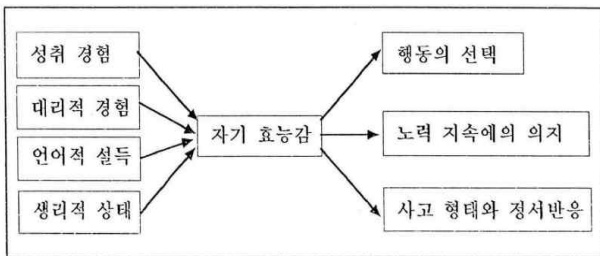 성취 경험
대리적 경험
언어적 설득
생리적 상태
자기 효능감
행동의 선택
노력 지속에의 의지
사고 형태와 정서반응